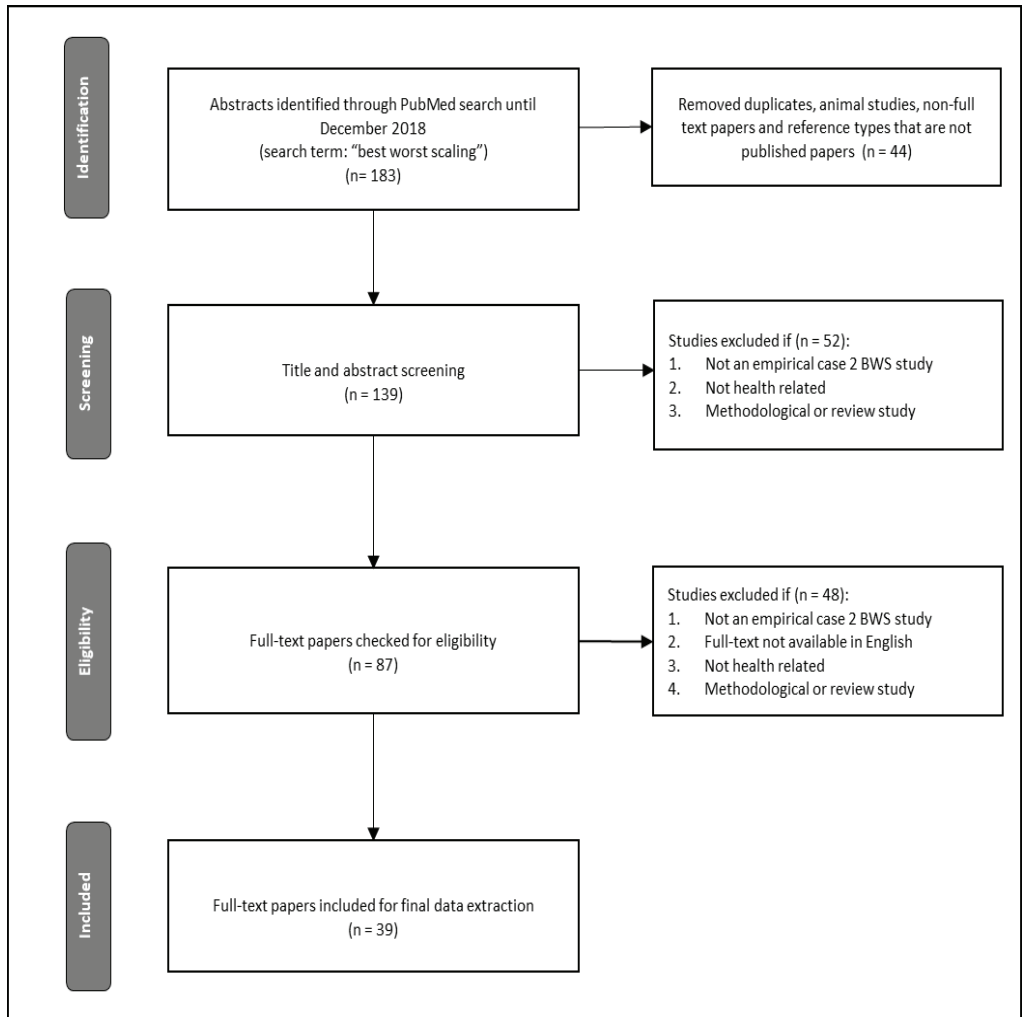 Identification
Abstracts identified through PubMed search until
December 2018
(search term: “best worst scaling”)
(n= 183)
Removed duplicates, animal studies, non-full
text papers and reference types that are not
published papers (n = 44)
Screening
Title and abstract screening
(n = 139)
Studies excluded if (n = 52):
1. Not an empirical case 2 BWS study
2. Not health related
3. Methodological or review study
Eligibility
Full-text papers checked for eligibility
(n = 87)
Studies excluded if (n = 48):
1. Not an empirical case 2 BWS study
2. Full-text not available in English
3. Not health related
4. Methodological or review study
Included
Full-text papers included for final data extraction
(n = 39)